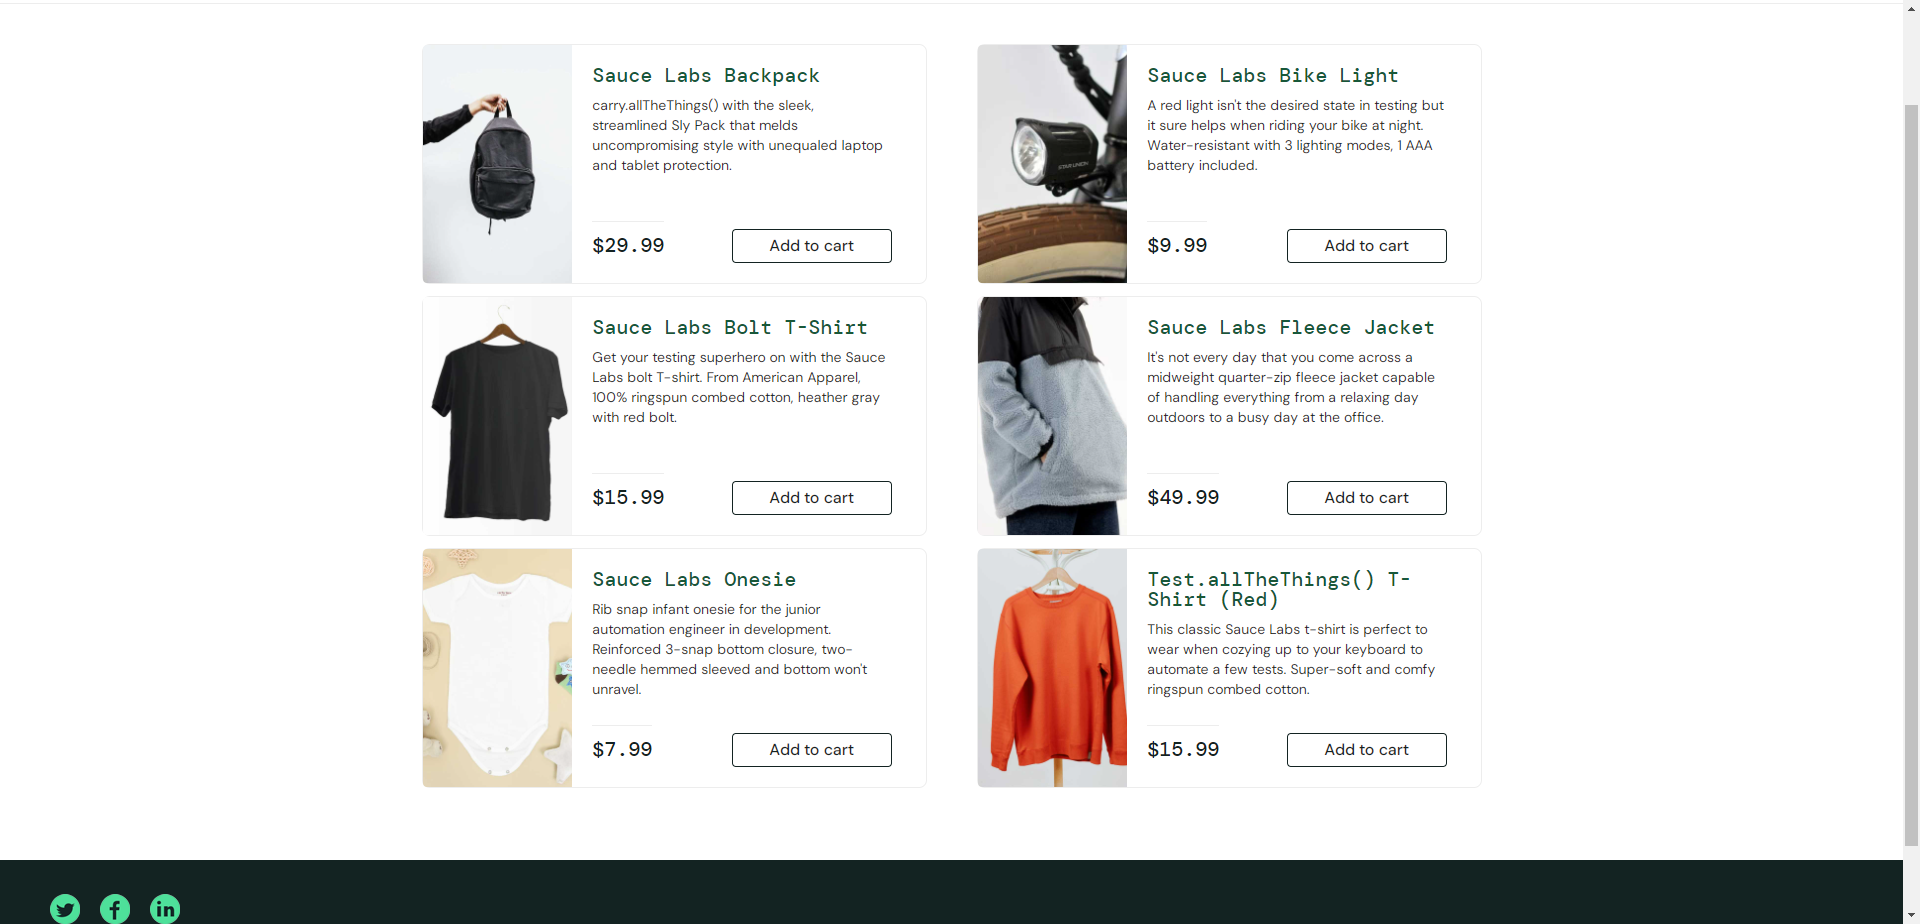 Sauce Labs Backpack
carry.allTheThings() with the sleek,
streamlined Sly Pack that melds
uncompromising style with unequaled laptop
and tablet protection.
$29.99
Add to cart
Sauce Labs Bike Light
A red light isn't the desired state in testing but
it sure helps when riding your bike at night.
Water-resistant with 3 lighting modes, 1 AAA
battery included.
$9.99
Add to cart
Sauce Labs Bolt T-Shirt
Get your testing superhero on with the Sauce
Labs bolt T-shirt. From American Apparel,
100% ringspun combed cotton, heather gray
with red bolt.
$15.99
Add to cart
Sauce Labs Fleece Jacket
It's not every day that you come across a
midweight quarter-zip fleece jacket capable
of handling everything from a relaxing day
outdoors to a busy day at the office.
$49.99
Add to cart
Sauce Labs Onesie
Rib snap infant onesie for the junior
automation engineer in development.
Reinforced 3-snap bottom closure, two-
needle hemmed sleeved and bottom won't
unravel.
$7.99
Add to cart
Test.allTheThings() T-
Shirt (Red)
This classic Sauce Labs t-shirt is perfect to
wear when cozying up to your keyboard to
automate a few tests. Super-soft and comfy
ringspun combed cotton.
$15.99
Add to cart